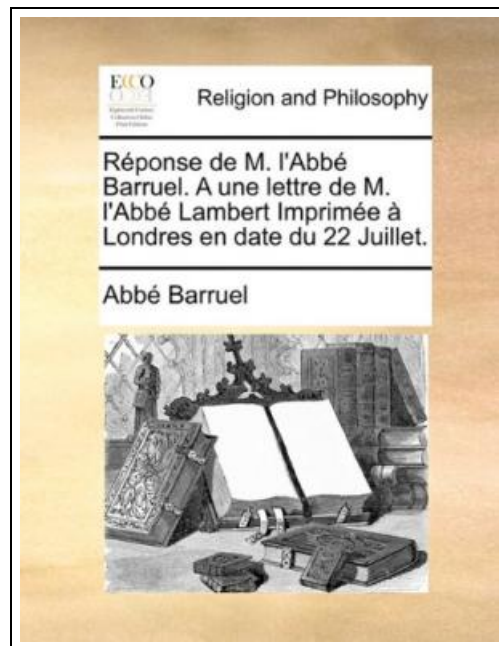 ECCO
Religion and Philosophy
Réponse de M. l'Abbé
Barruel. A une lettre de M.
l'Abbé Lambert Imprimée à
Londres en date du 22 Juillet.
Abbé Barruel